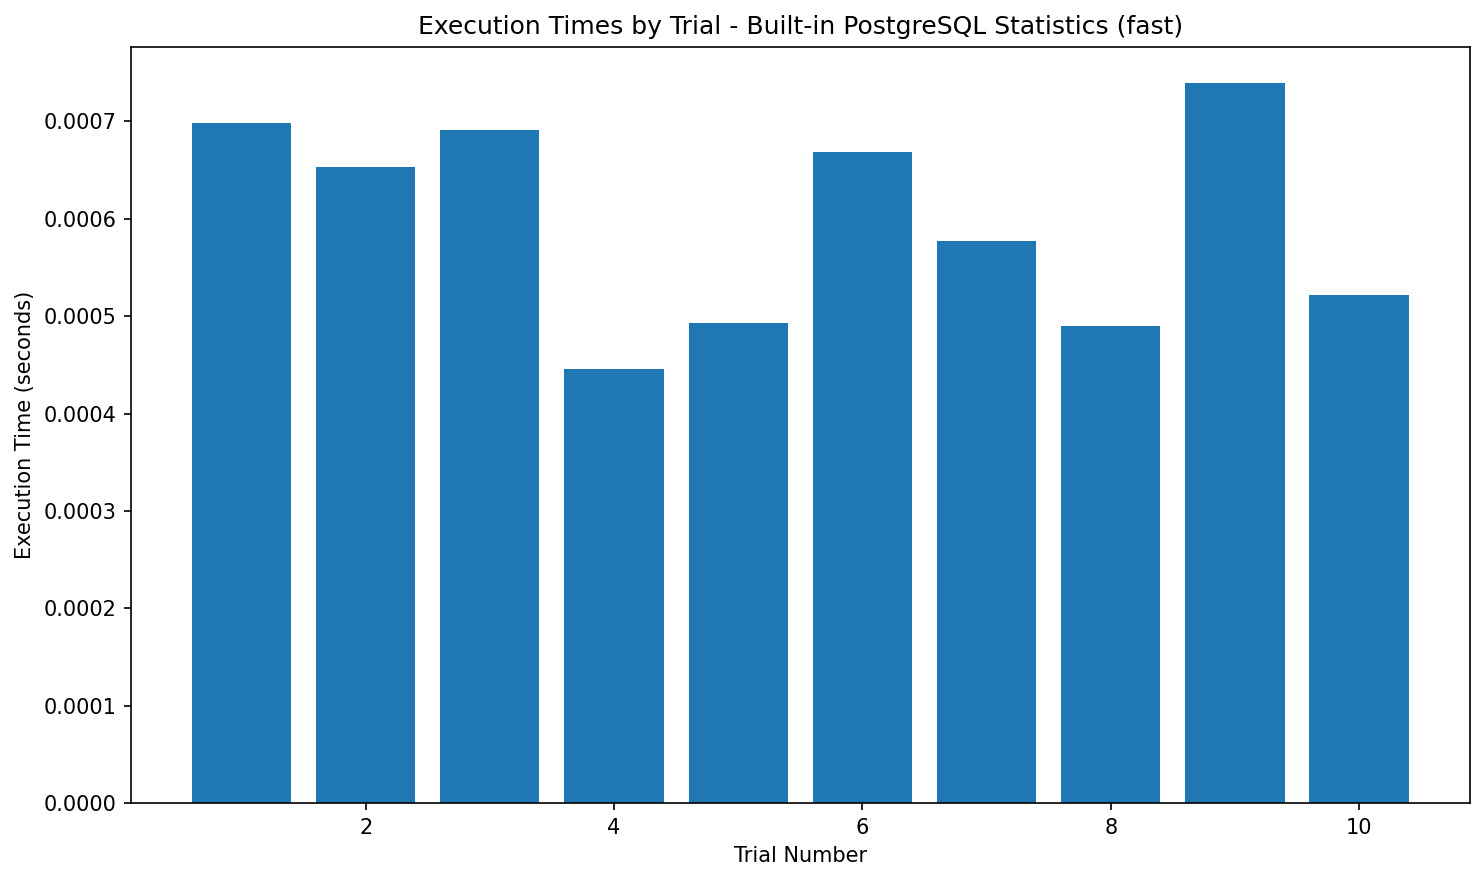 Execution Times by Trial - Built-in PostgreSQL Statistics (fast)
Execution Time (seconds)
0.0007
0.0006
0.0005
0.0004
0.0003
0.0002
0.0001
0.0000
2 4 6 8 10
Trial Number